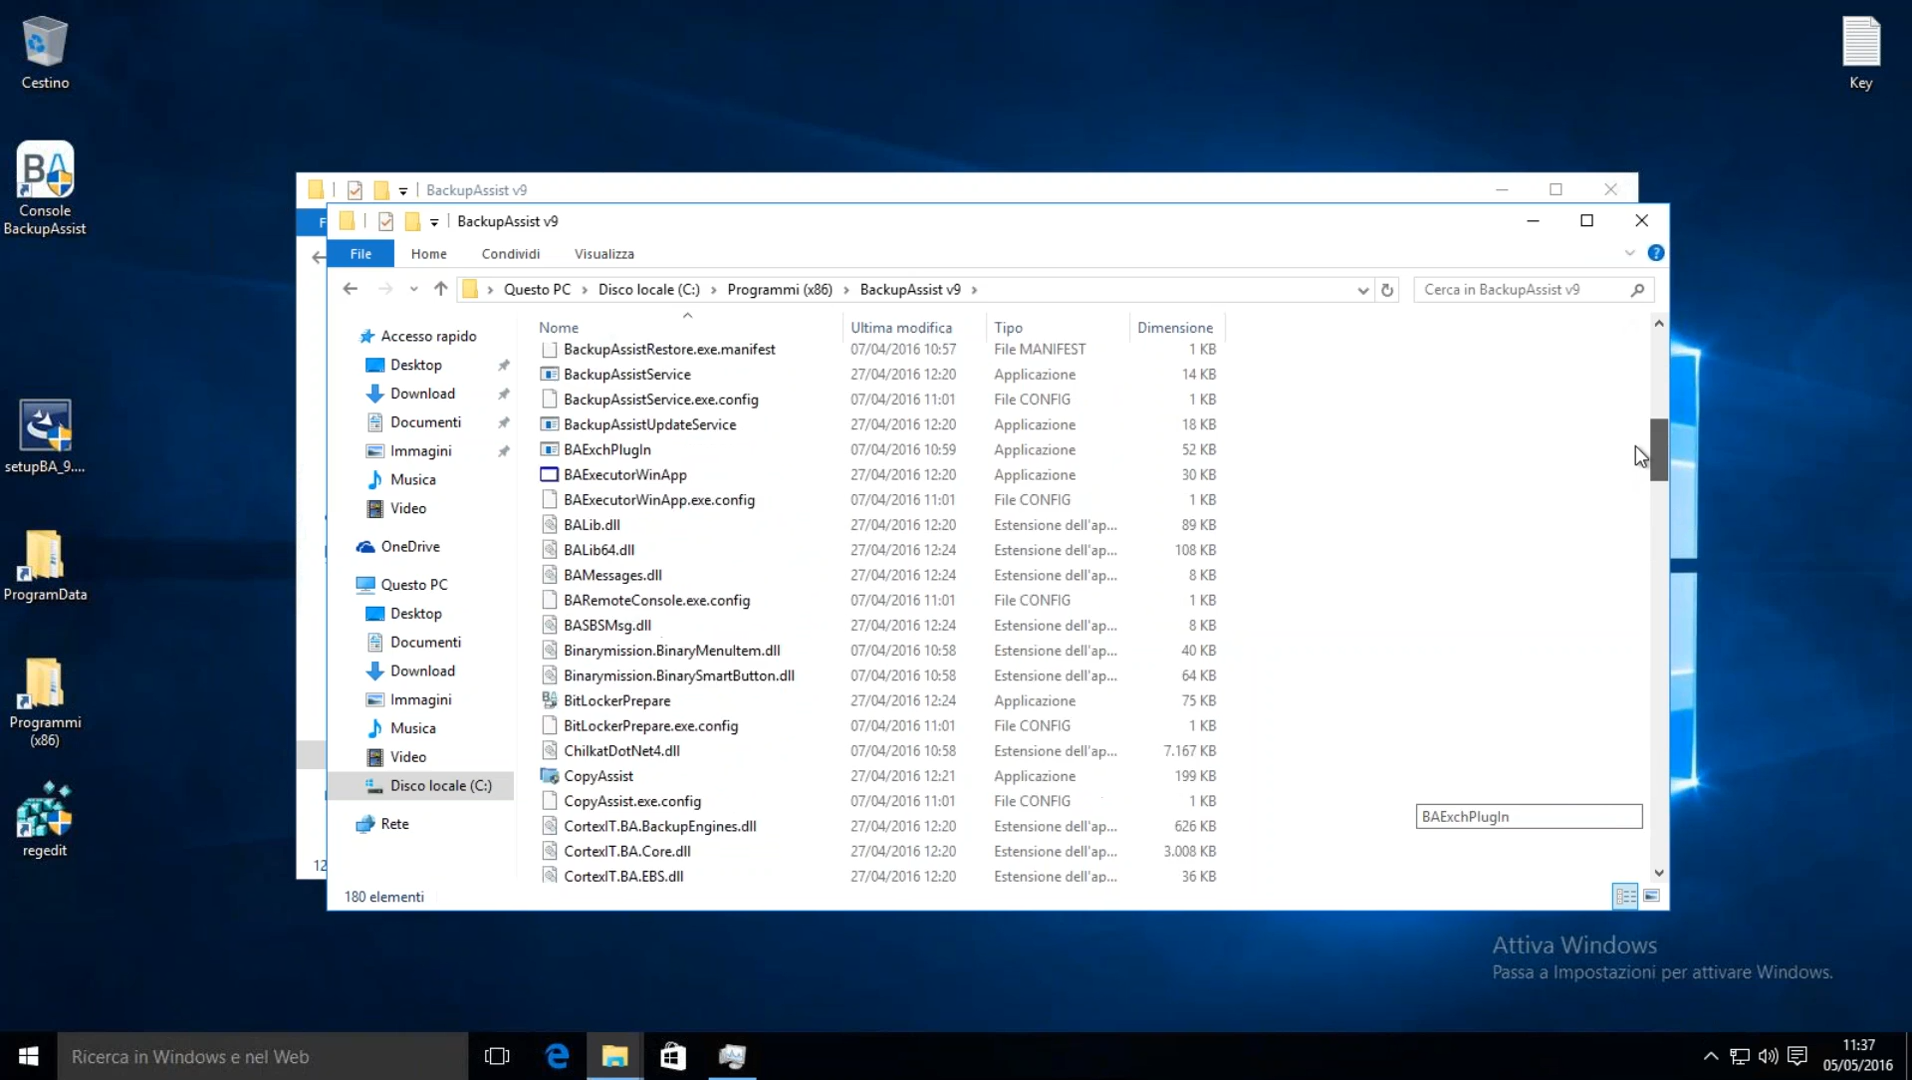 Cestino
Key
Console
BackupAssist
setupBA_9....
ProgramData
Programmi
(x86)
regedit
BackupAssist v9
F
12
BackupAssist v9
File Home Condividi Visualizza
Questo PC > Disco locale (C:) > Programmi (x86) > BackupAssist v9 >
Cerca in BackupAssist v9
Accesso rapido
Desktop
Download
Documenti
Immagini
Musica
Video
OneDrive
Questo PC
Desktop
Documenti
Download
Immagini
Musica
Video
Disco locale (C:)
Rete
Nome Ultima modifica Tipo Dimensione
BackupAssistRestore.exe.manifest 07/04/2016 10:57 File MANIFEST 1 KB
BackupAssistService 27/04/2016 12:20 Applicazione 14 KB
BackupAssistService.exe.config 07/04/2016 11:01 File CONFIG 1 KB
BackupAssistUpdateService 27/04/2016 12:20 Applicazione 18 KB
BAExchPlugIn 07/04/2016 10:59 Applicazione 52 KB
BAExecutorWinApp 27/04/2016 12:20 Applicazione 30 KB
BAExecutorWinApp.exe.config 07/04/2016 11:01 File CONFIG 1 KB
BALib.dll 27/04/2016 12:20 Estensione dell'ap... 89 KB
BALib64.dll 27/04/2016 12:24 Estensione dell'ap... 108 KB
BAMessages.dll 27/04/2016 12:24 Estensione dell'ap... 8 KB
BARemoteConsole.exe.config 07/04/2016 11:01 File CONFIG 1 KB
BASBSMsg.dll 27/04/2016 12:24 Estensione dell'ap... 8 KB
Binarymission.BinaryMenuItem.dll 07/04/2016 10:58 Estensione dell'ap... 40 KB
Binarymission.BinarySmartButton.dll 07/04/2016 10:58 Estensione dell'ap... 64 KB
BitLockerPrepare 27/04/2016 12:24 Applicazione 75 KB
BitLockerPrepare.exe.config 07/04/2016 11:01 File CONFIG 1 KB
ChilkatDotNet4.dll 07/04/2016 10:58 Estensione dell'ap... 7.167 KB
CopyAssist 27/04/2016 12:21 Applicazione 199 KB
CopyAssist.exe.config 07/04/2016 11:01 File CONFIG 1 KB
CortexIT.BA.BackupEngines.dll 27/04/2016 12:20 Estensione dell'ap... 626 KB
CortexIT.BA.Core.dll 27/04/2016 12:20 Estensione dell'ap... 3.008 KB
CortexIT.BA.EBS.dll 27/04/2016 12:20 Estensione dell'ap... 36 KB
BAExchPlugIn
180 elementi
Attiva Windows
Passa a Impostazioni per attivare Windows.
Ricerca in Windows e nel Web
11:37
05/05/2016